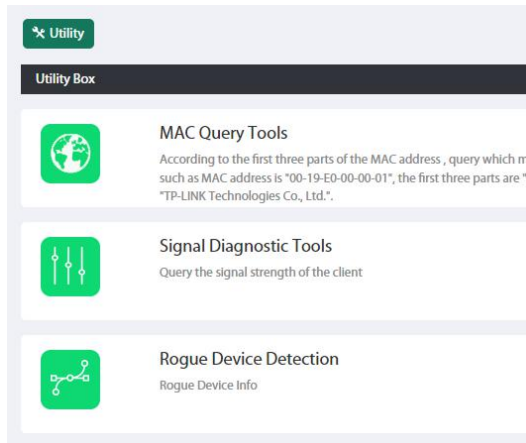 Utility
Utility Box
MAC Query Tools
According to the first three parts of the MAC address , query which
such as MAC address is "00-19-E0-00-00-01", the first three parts are "
"TP-LINK Technologies Co., Ltd.".
Signal Diagnostic Tools
Query the signal strength of the client
Rogue Device Detection
Rogue Device Info